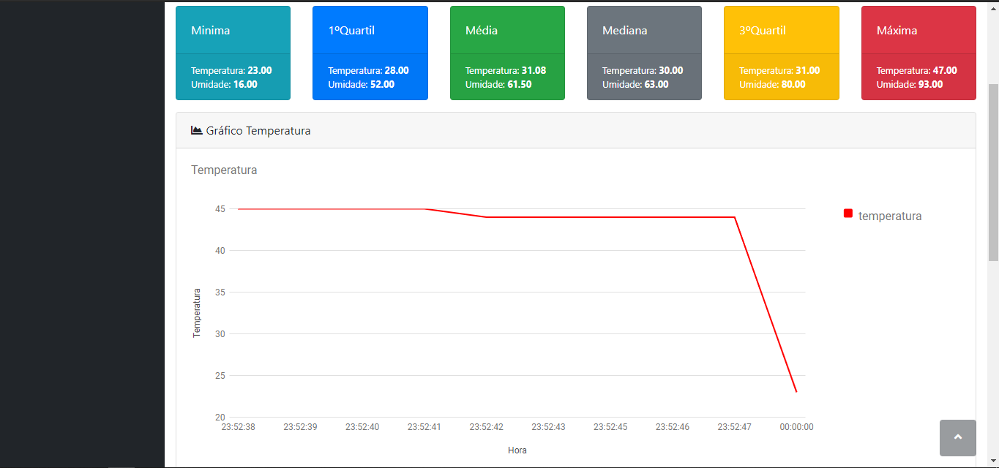 Minima
Temperatura: 23.00
Umidade: 16.00
1ºQuartil
Temperatura: 28.00
Umidade: 52.00
Média
Temperatura: 31.08
Umidade: 61.50
Mediana
Temperatura: 30.00
Umidade: 63.00
3ºQuartil
Temperatura: 31.00
Umidade: 80.00
Máxima
Temperatura: 47.00
Umidade: 93.00
Gráfico Temperatura
Temperatura
45
40
35
30
25
20
Temperatura
23:52:38 23:52:39 23:52:40 23:52:41 23:52:42 23:52:43 23:52:45 23:52:46 23:52:47 00:00:00
Hora
temperatura